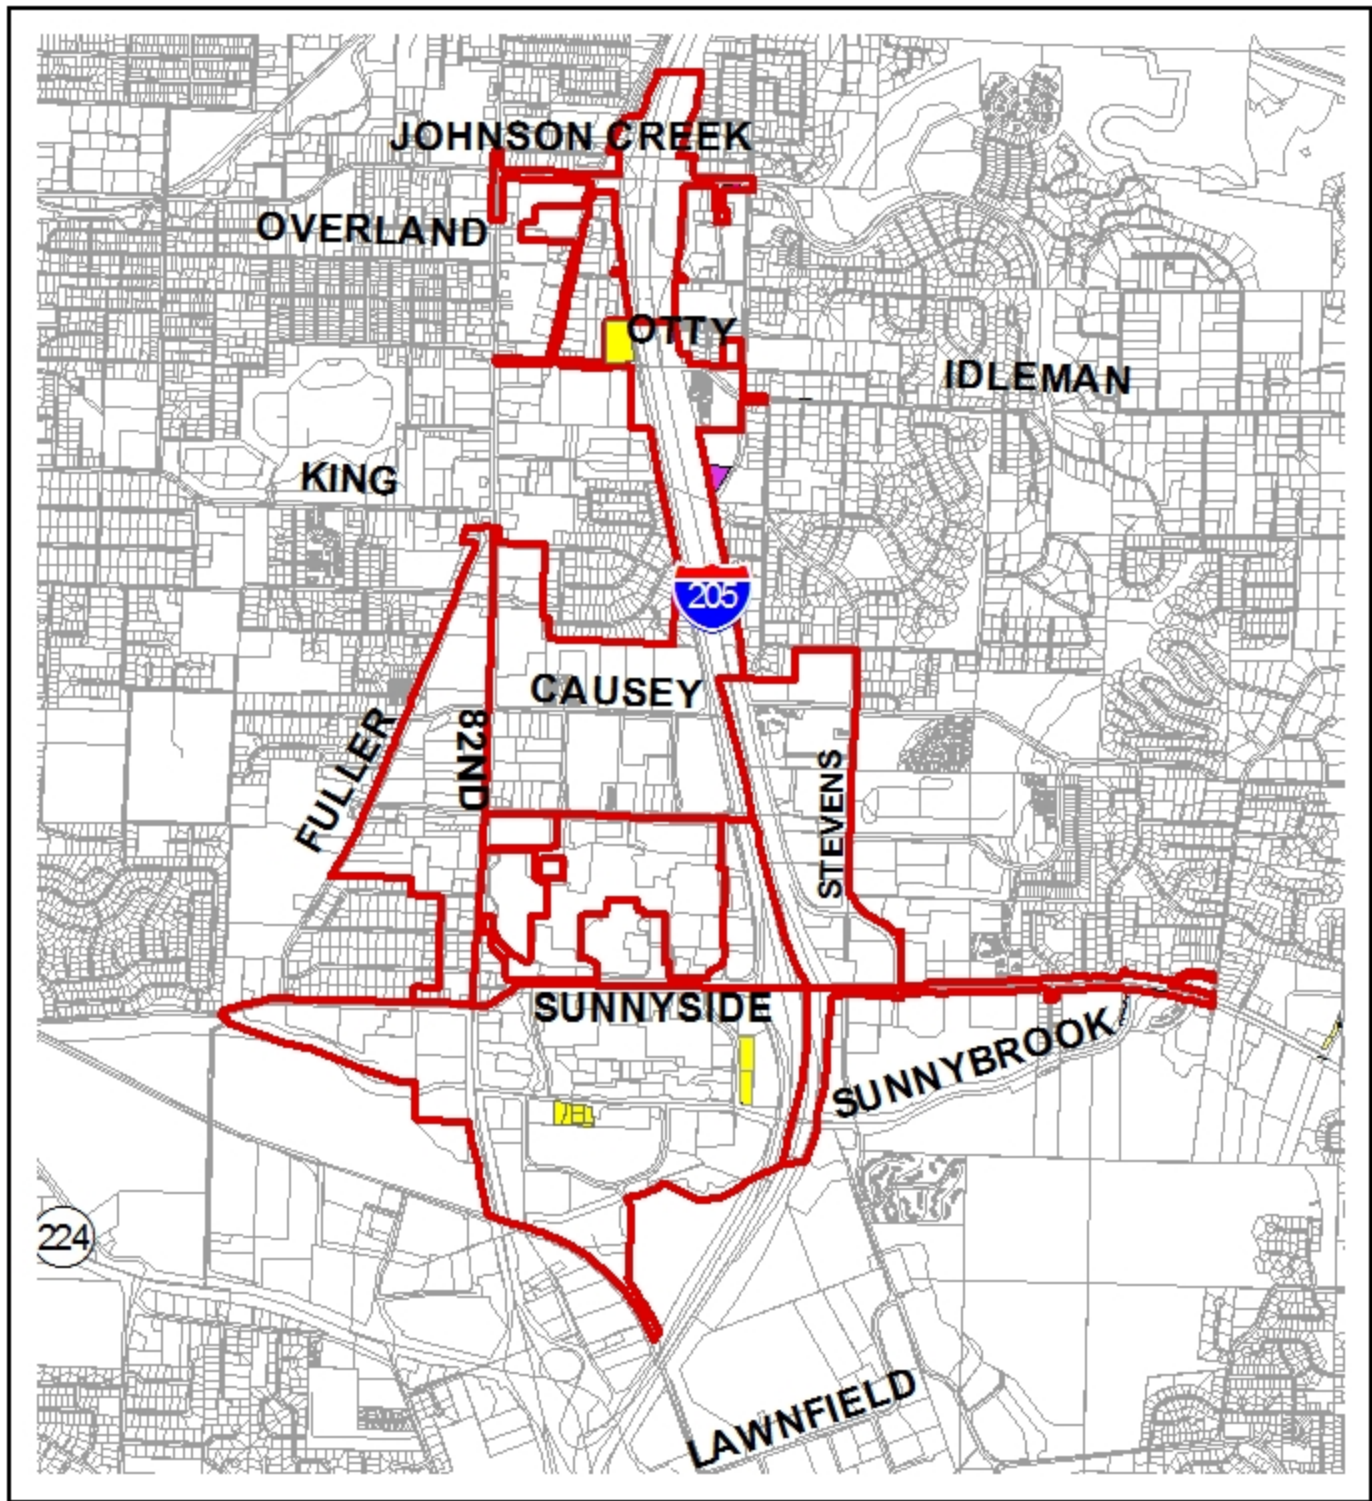 JOHNSON CREEK
OVERLAND
OTTY
IDLEMAN
KING
205
CAUSEY
FULLER
82ND
STEVENS
SUNNYSIDE
SUNNYBROOK
224
LAWNFIELD